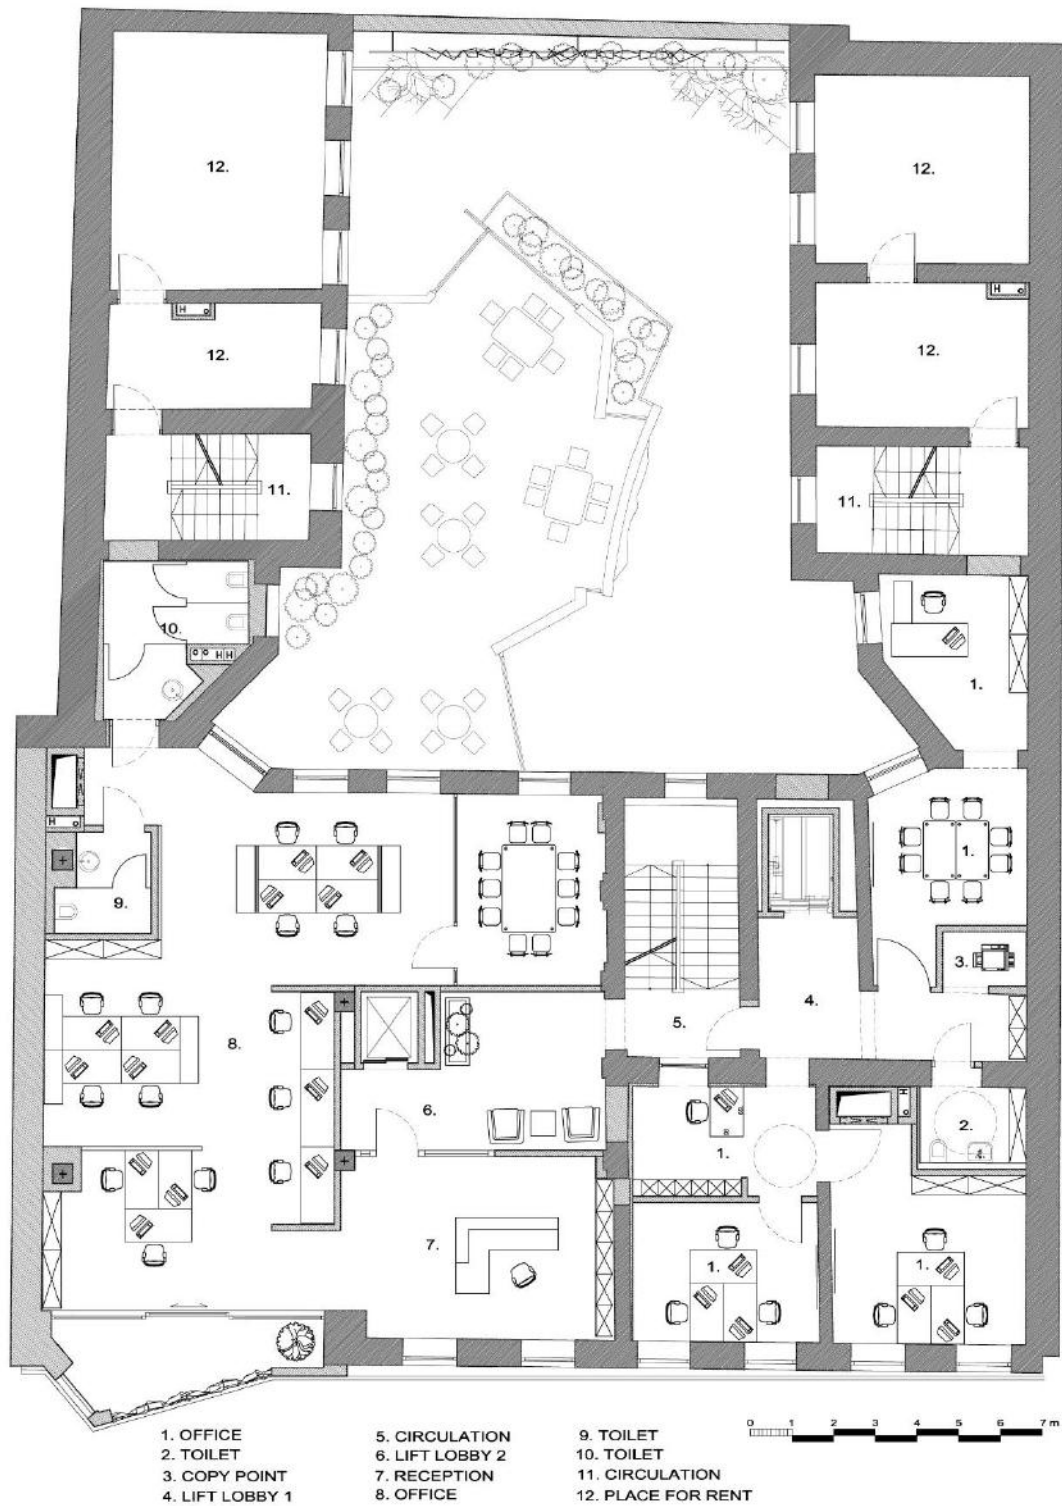 12.
12.
H
12.
12.
H
11.
11.
10.
H H
1.
1.
H
9.
3.
8.
5.
4.
6.
H
1.
2.
7.
1.
1.
0 1 2 3 4 5 6 7 m
1. OFFICE
2. TOILET
3. COPY POINT
4. LIFT LOBBY 1
5. CIRCULATION
6. LIFT LOBBY 2
7. RECEPTION
8. OFFICE
9. TOILET
10. TOILET
11. CIRCULATION
12. PLACE FOR RENT